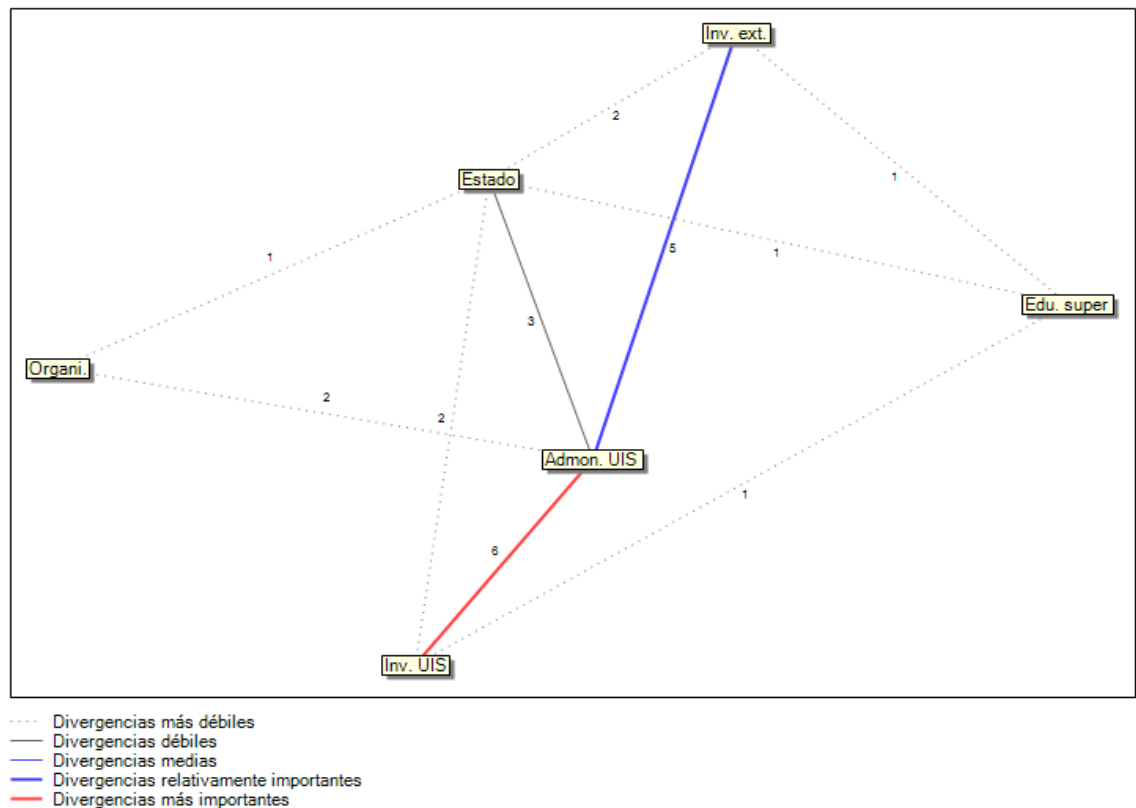 Inv. ext.
2
Estado
1
1
5
1
Edu. super
3
Organi.
2
2
Admon. UIS
1
6
Inv. UIS
Divergencias más débiles
Divergencias débiles
Divergencias medias
Divergencias relativamente importantes
Divergencias más importantes